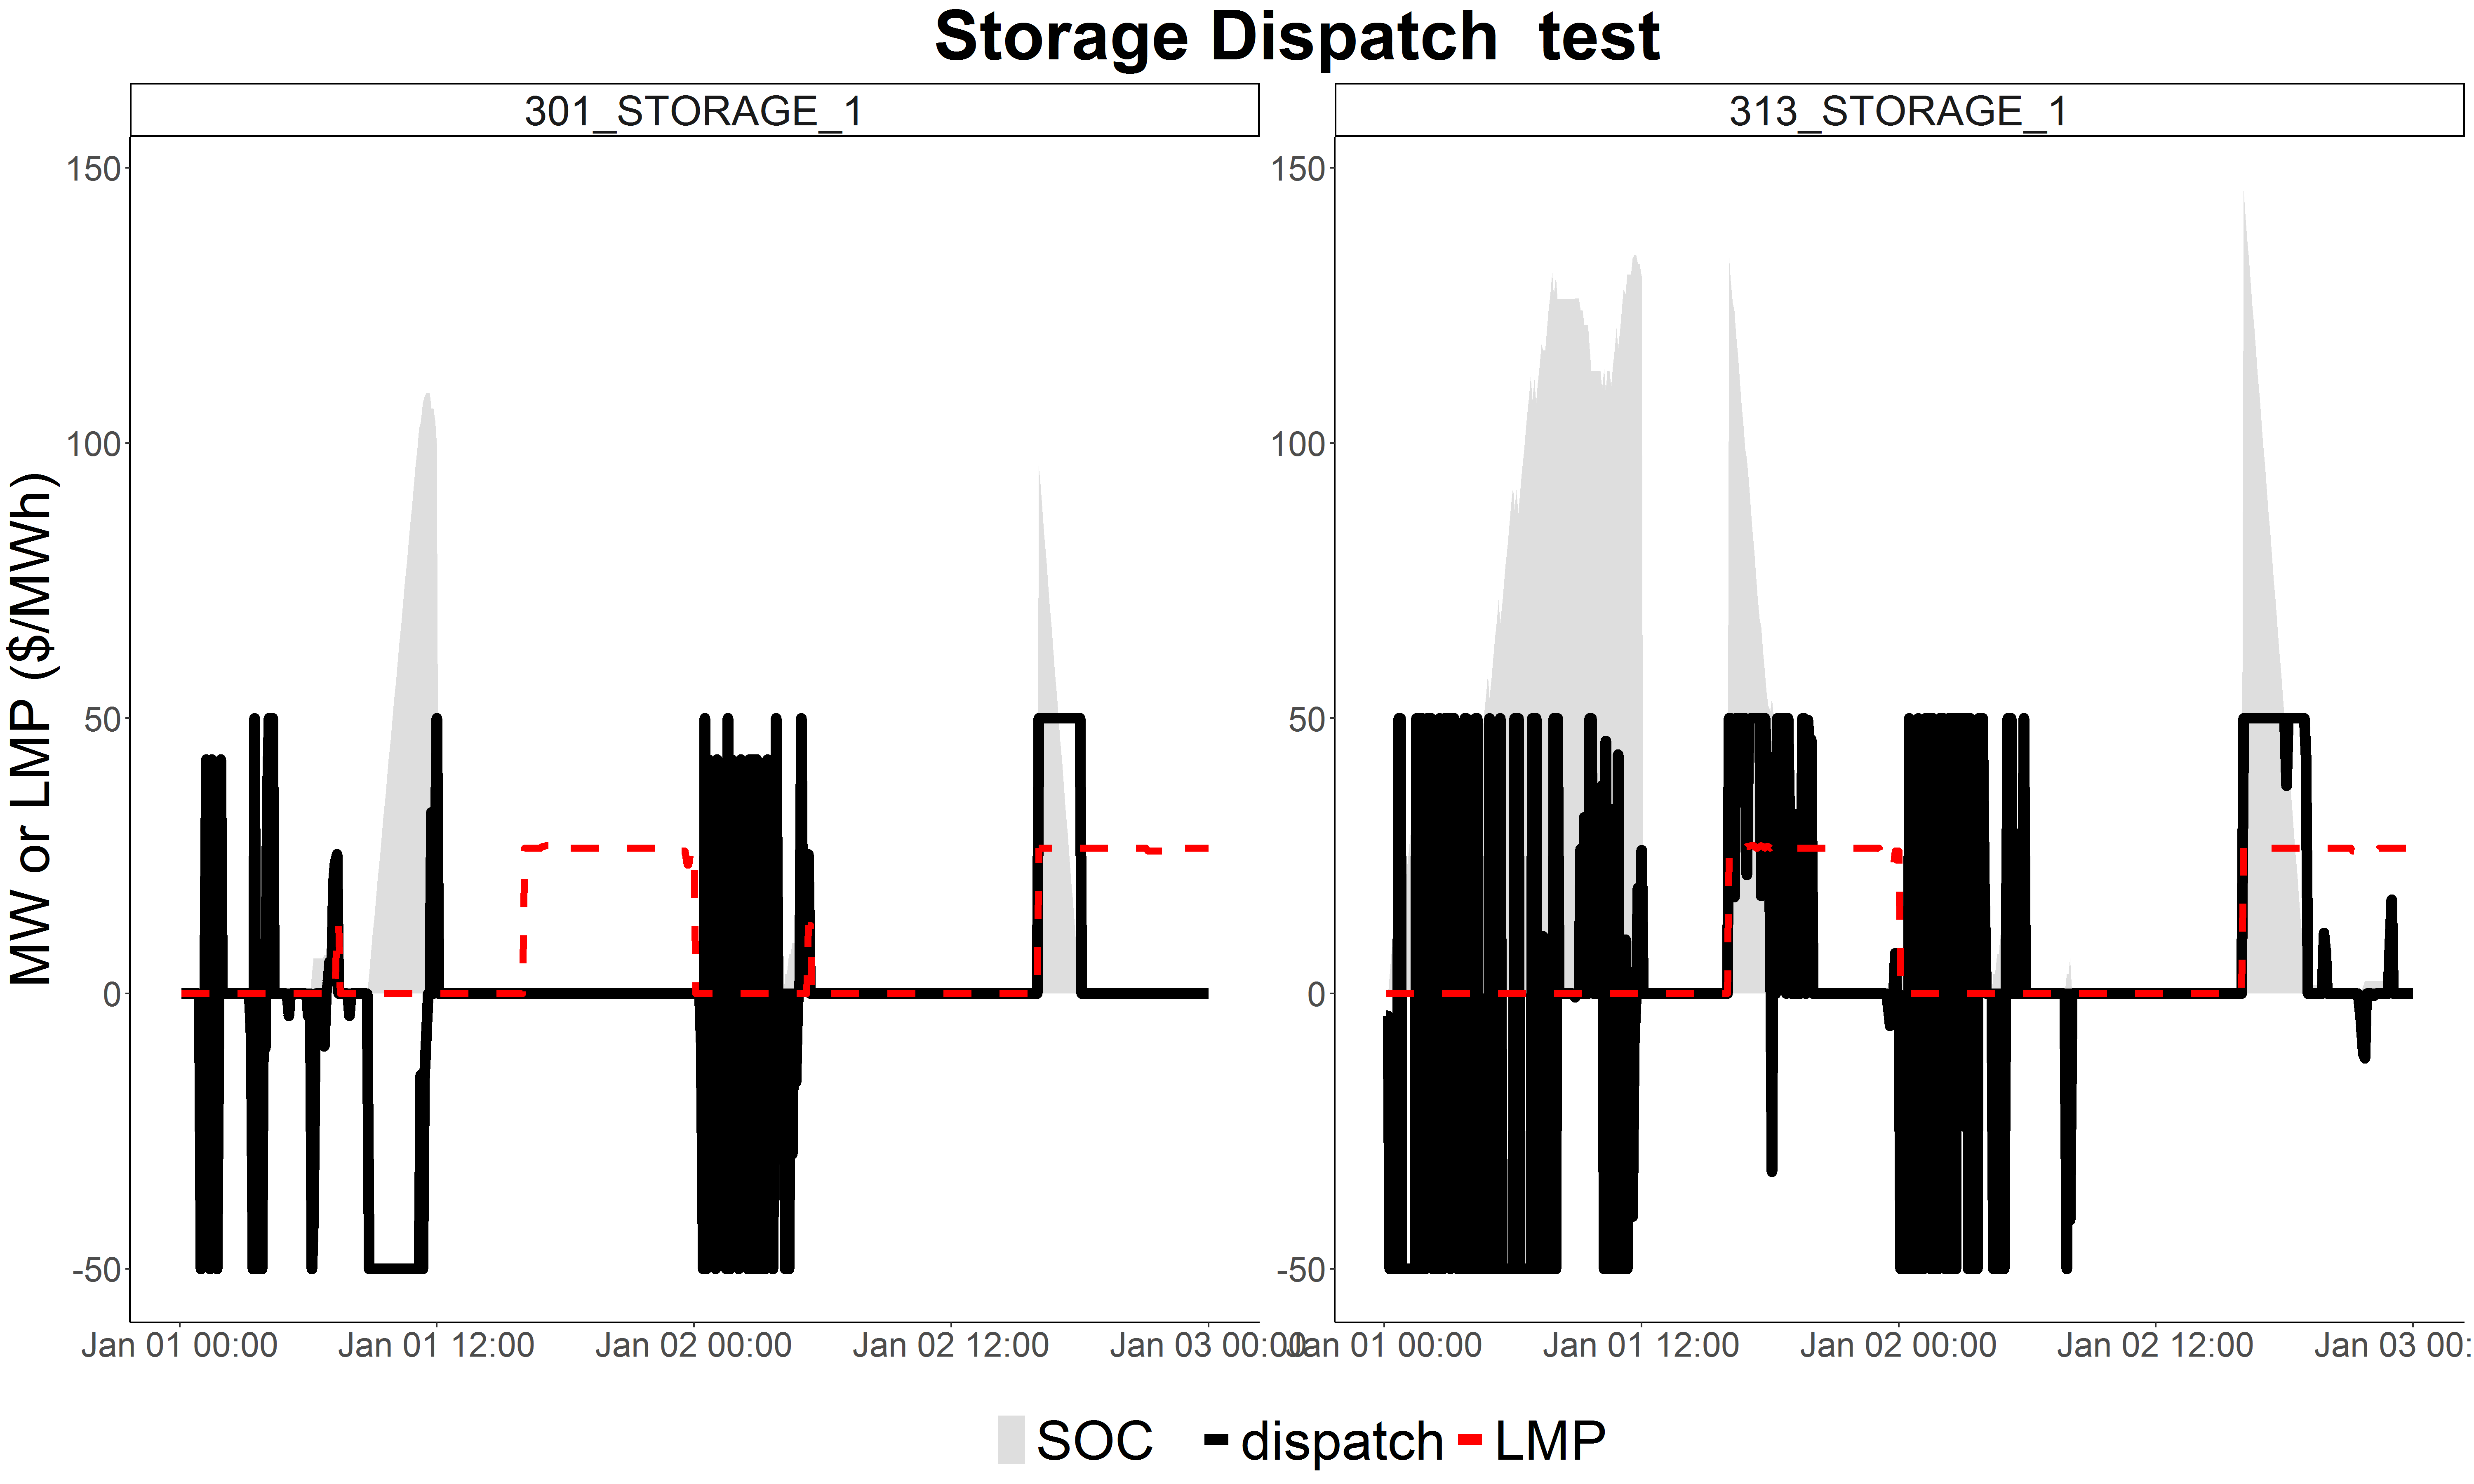 Storage Dispatch  test
301_STORAGE_1
313_STORAGE_1
MW or LMP ($/MWh)
150
100
50
0
-50
150
100
50
0
-50
Jan 01 00:00
Jan 01 12:00
Jan 02 00:00
Jan 02 12:00
Jan 03 00:00
Jan 01 00:00
Jan 01 12:00
Jan 02 00:00
Jan 02 12:00
Jan 03 00:
SOC
dispatch
LMP